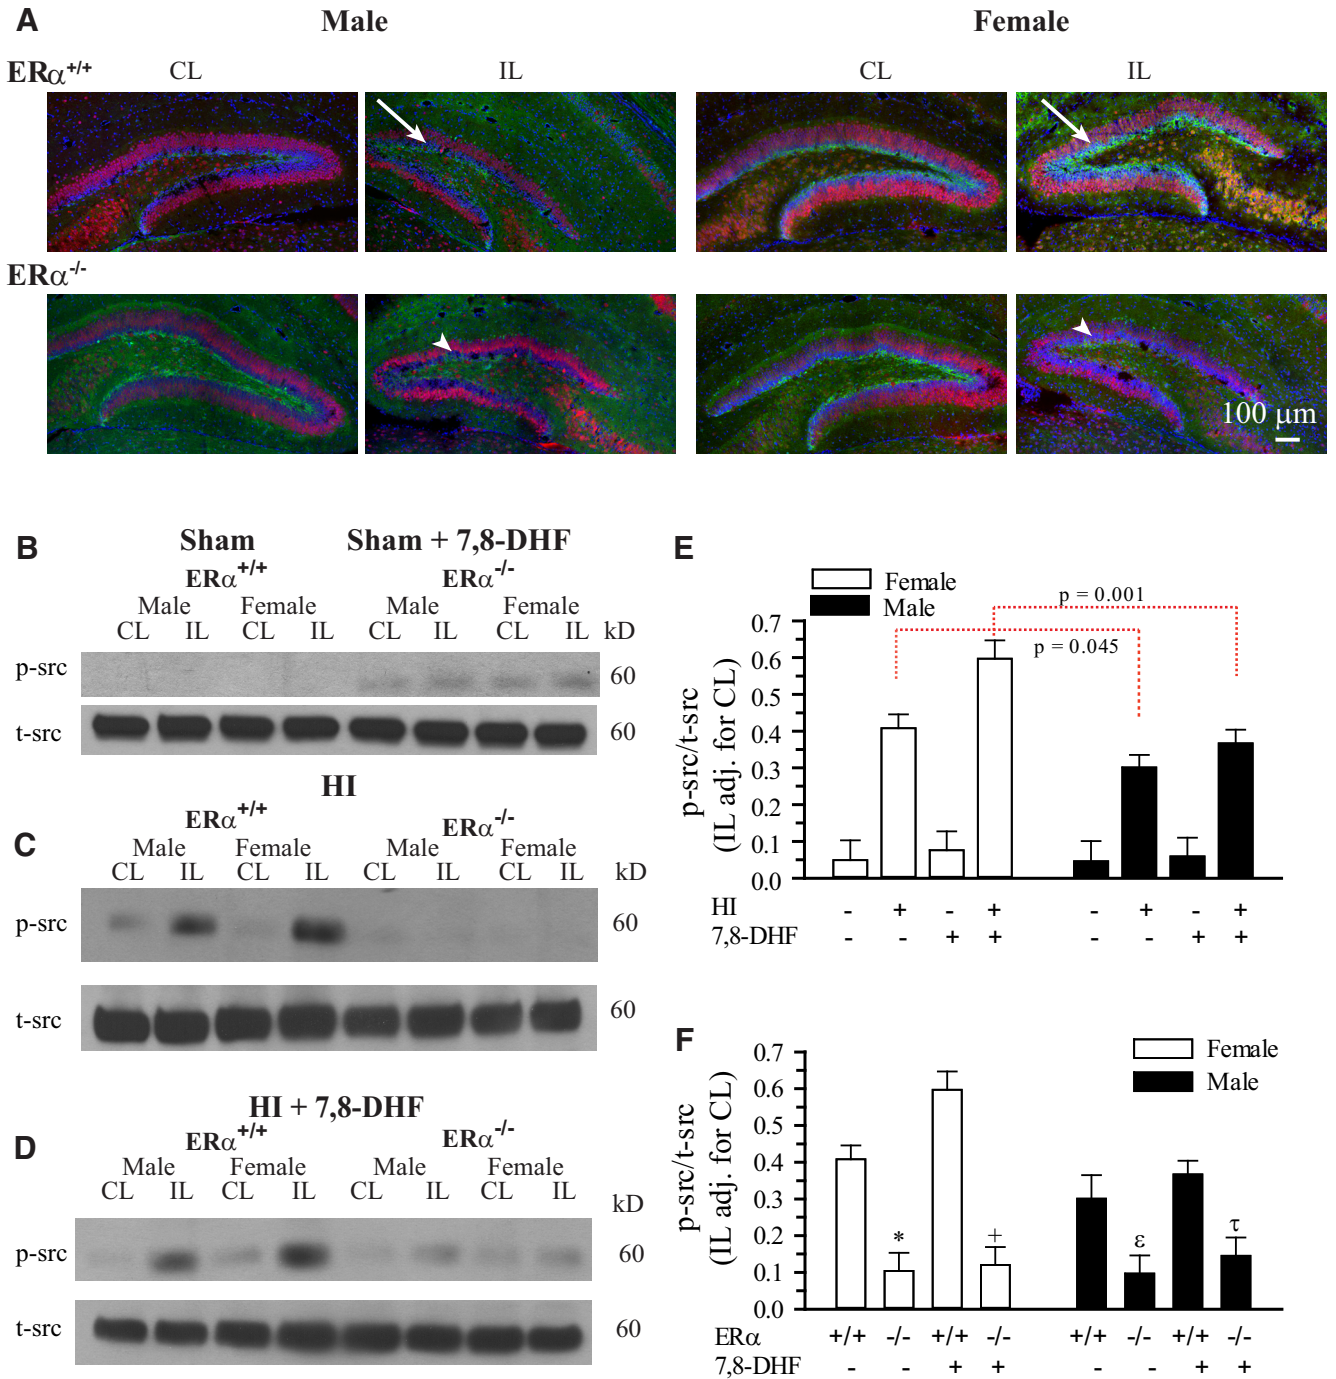 A
Male Female
ERα+/+ CL IL CL IL
ERα-/-
100 µm
B
Sham Sham + 7,8-DHF
ERα+/+ ERα-/-
Male Female Male Female
CL IL CL IL CL IL CL IL kD
p-src 60
t-src 60
HI
C
ERα+/+ ERα-/-
Male Female Male Female
CL IL CL IL CL IL CL IL kD
p-src 60
t-src 60
HI + 7,8-DHF
D
ERα+/+ ERα-/-
Male Female Male Female
CL IL CL IL CL IL CL IL kD
p-src 60
t-src 60
E
Female
Male
p = 0.001
p = 0.045
p-src/t-src
(IL adj. for CL)
0.7
0.6
0.5
0.4
0.3
0.2
0.1
0.0
HI - + - + - + - +
7,8-DHF - - + + - - + +
F
Female
Male
p-src/t-src
(IL adj. for CL)
0.7
0.6
0.5
0.4
0.3
0.2
0.1
0.0
* + ε τ
ERα +/+ -/- +/+ -/- +/+ -/- +/+ -/-
7,8-DHF - - + + - - + +